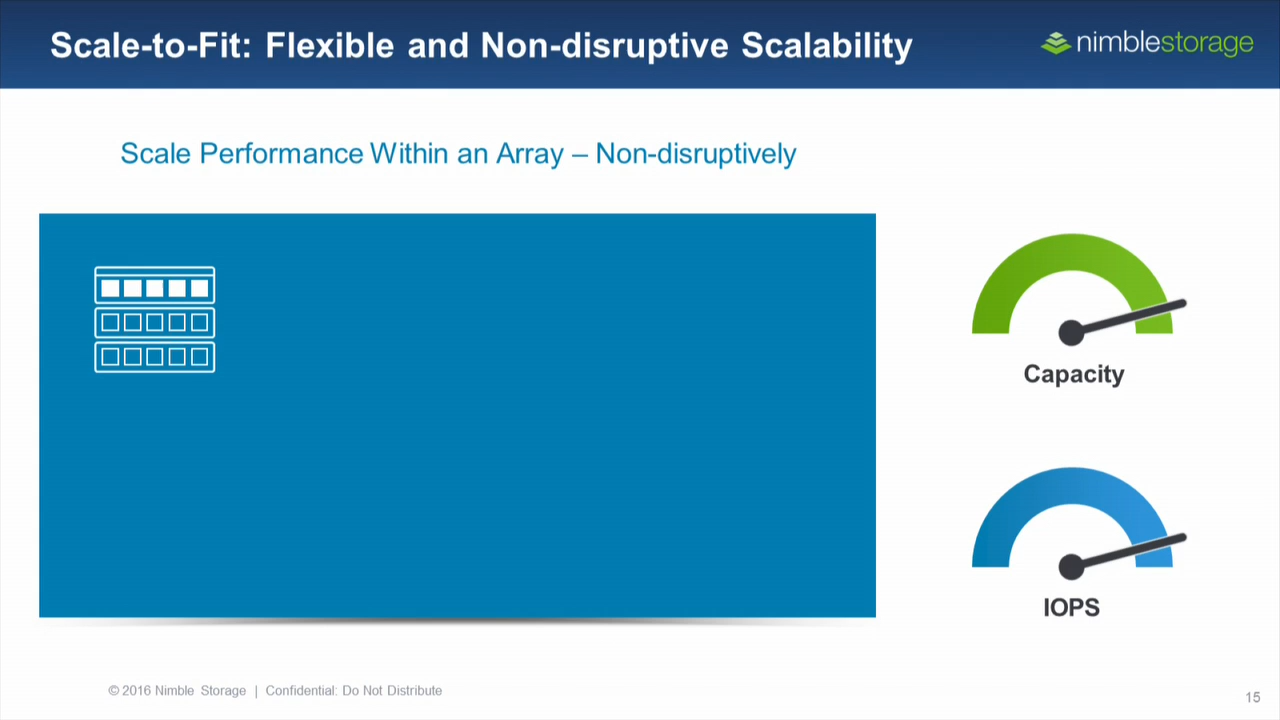 Scale-to-Fit: Flexible and Non-disruptive Scalability
nimblestorage
Scale Performance Within an Array – Non-disruptively
Capacity
IOPS
© 2016 Nimble Storage | Confidential: Do Not Distribute
15